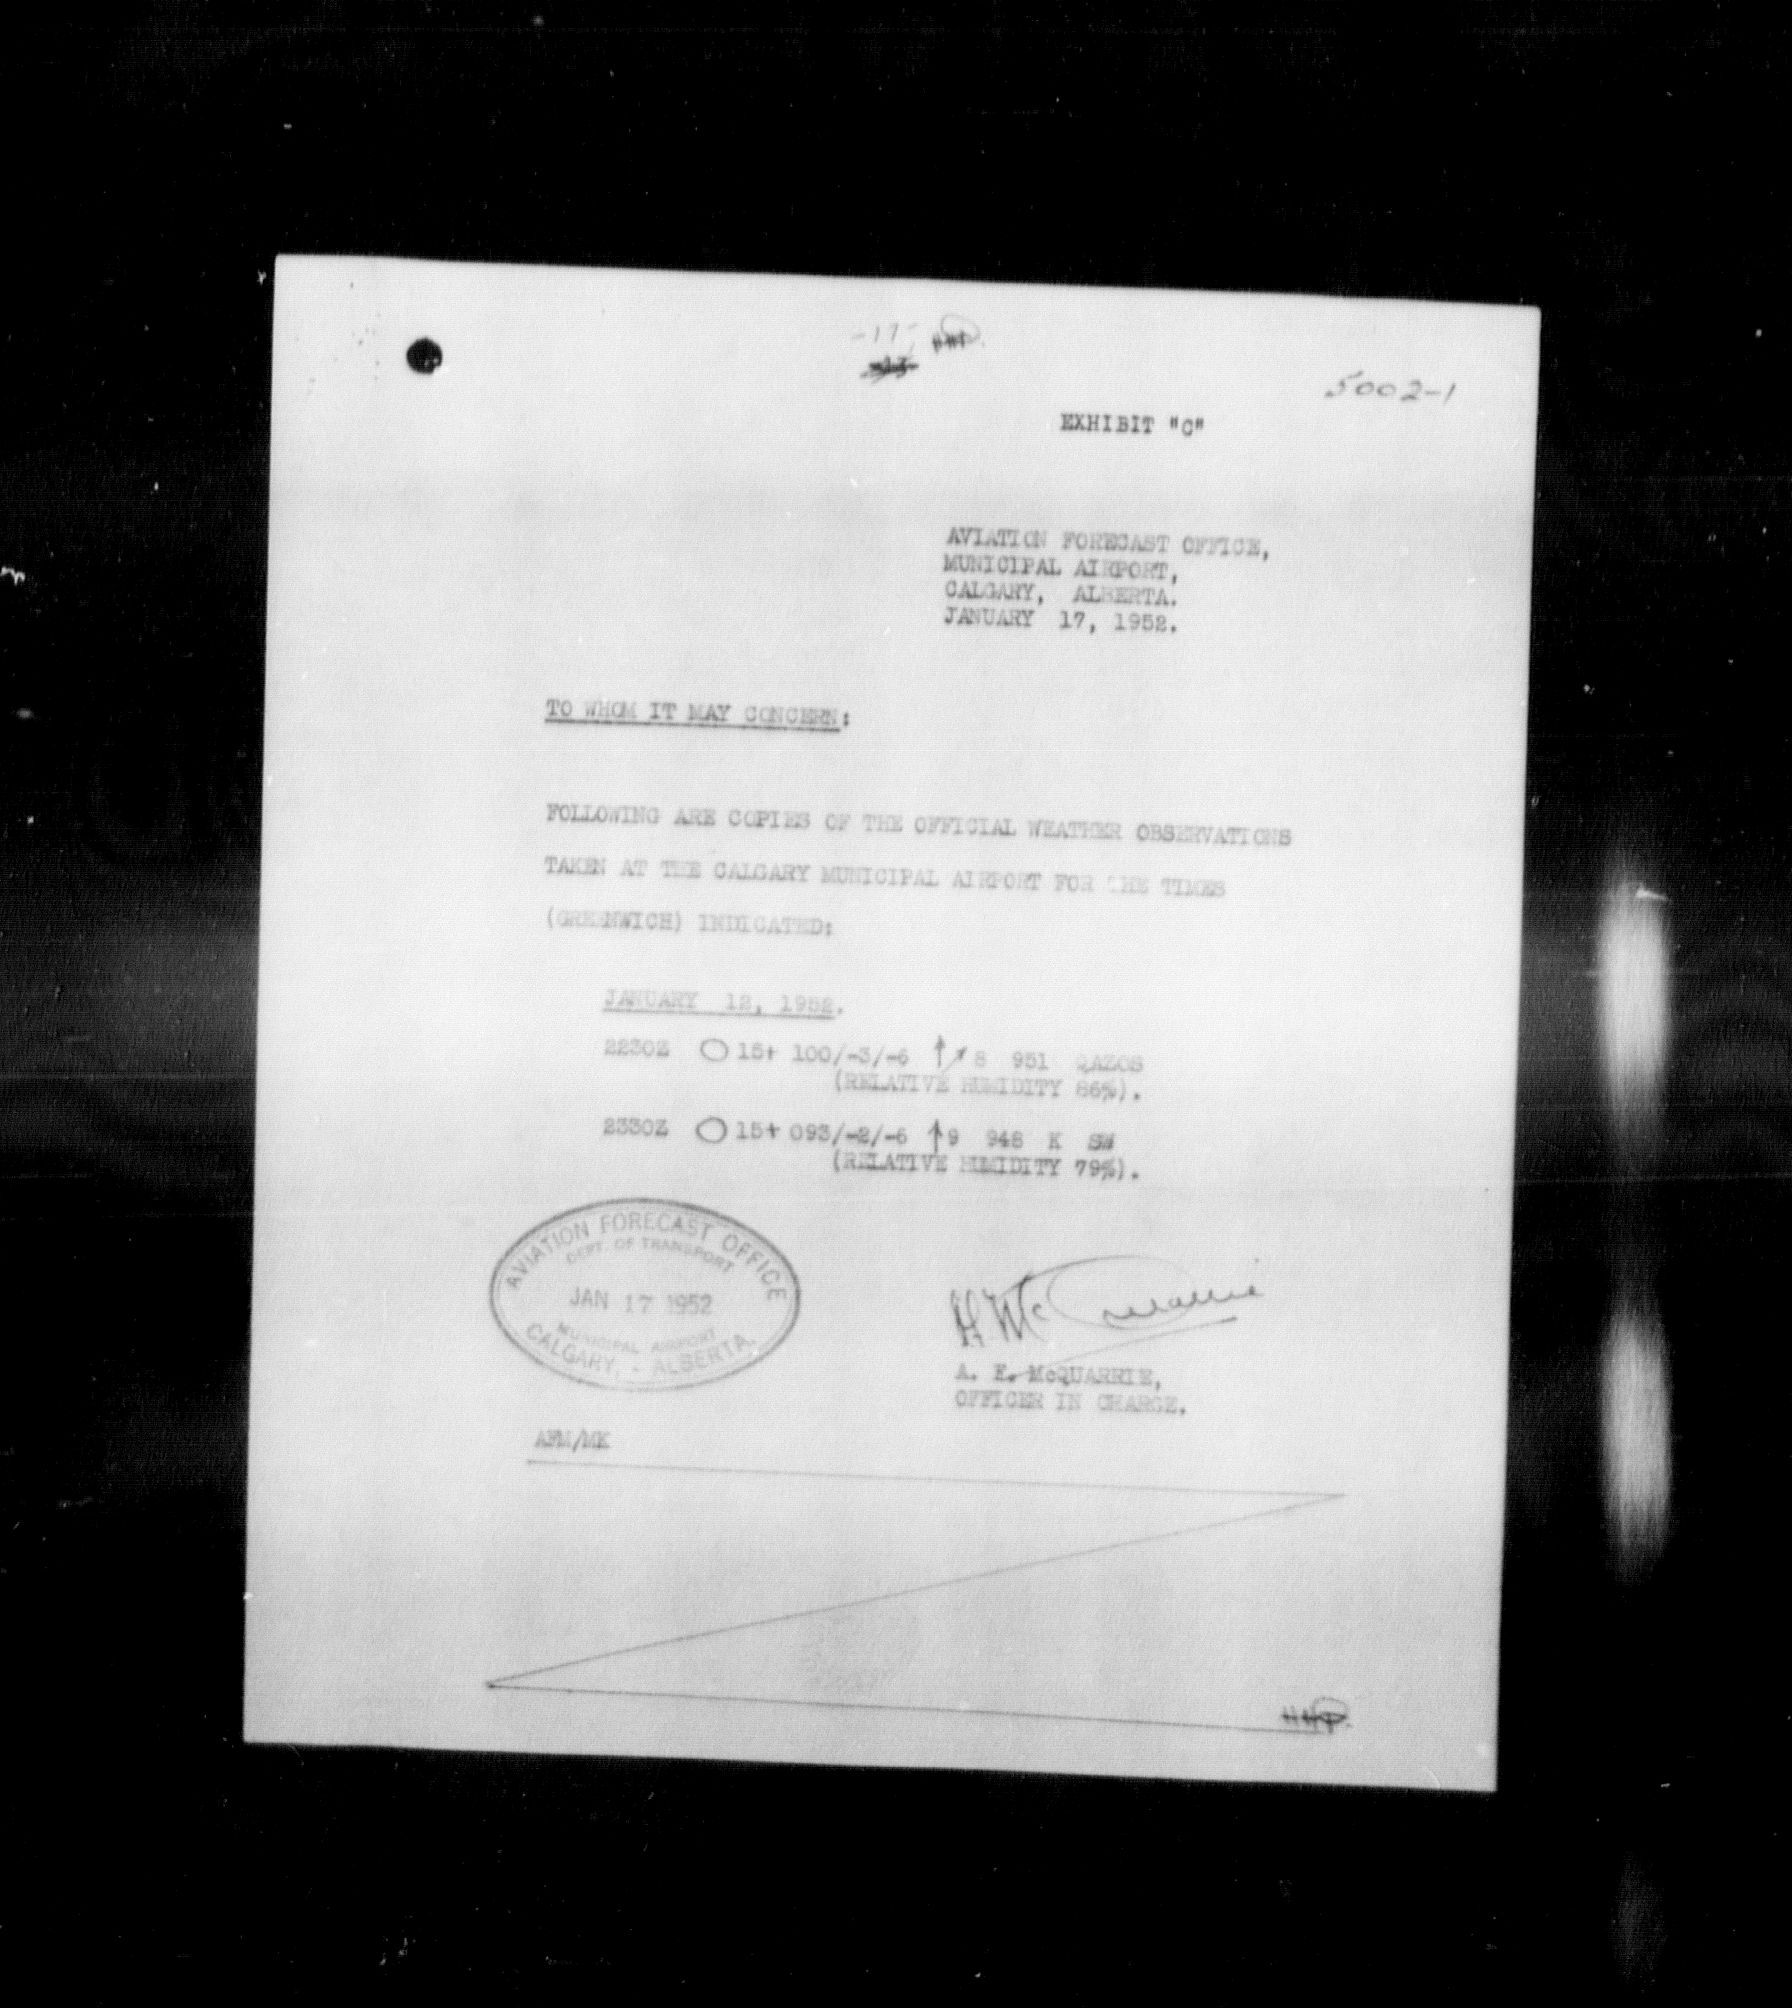 -17-
5002-1
EXHIBIT "C"
AVIATION FORECAST OFFICE,
MUNICIPAL AIRPORT,
CALGARY, ALBERTA.
JANUARY 17, 1952.
TO WHOM IT MAY CONCERN:
FOLLOWING ARE COPIES OF THE OFFICIAL WEATHER OBSERVATIONS
TAKEN AT THE CALGARY MUNICIPAL AIRPORT FOR THE TIMES
(GREENWICH) INDICATED:
JANUARY 12, 1952.
2230Z ○ 15+ 100/-3/-6 ↑↗ 8 951 QAZOS
(RELATIVE HUMIDITY 86%).
2330Z ○ 15+ 093/-2/-6 ↑ 9 948 K SW
(RELATIVE HUMIDITY 79%).
AVIATION FORECAST OFFICE
DEPT. OF TRANSPORT
JAN 17 1952
MUNICIPAL AIRPORT
CALGARY, - ALBERTA.
A. E. McQUARRIE,
OFFICER IN CHARGE.